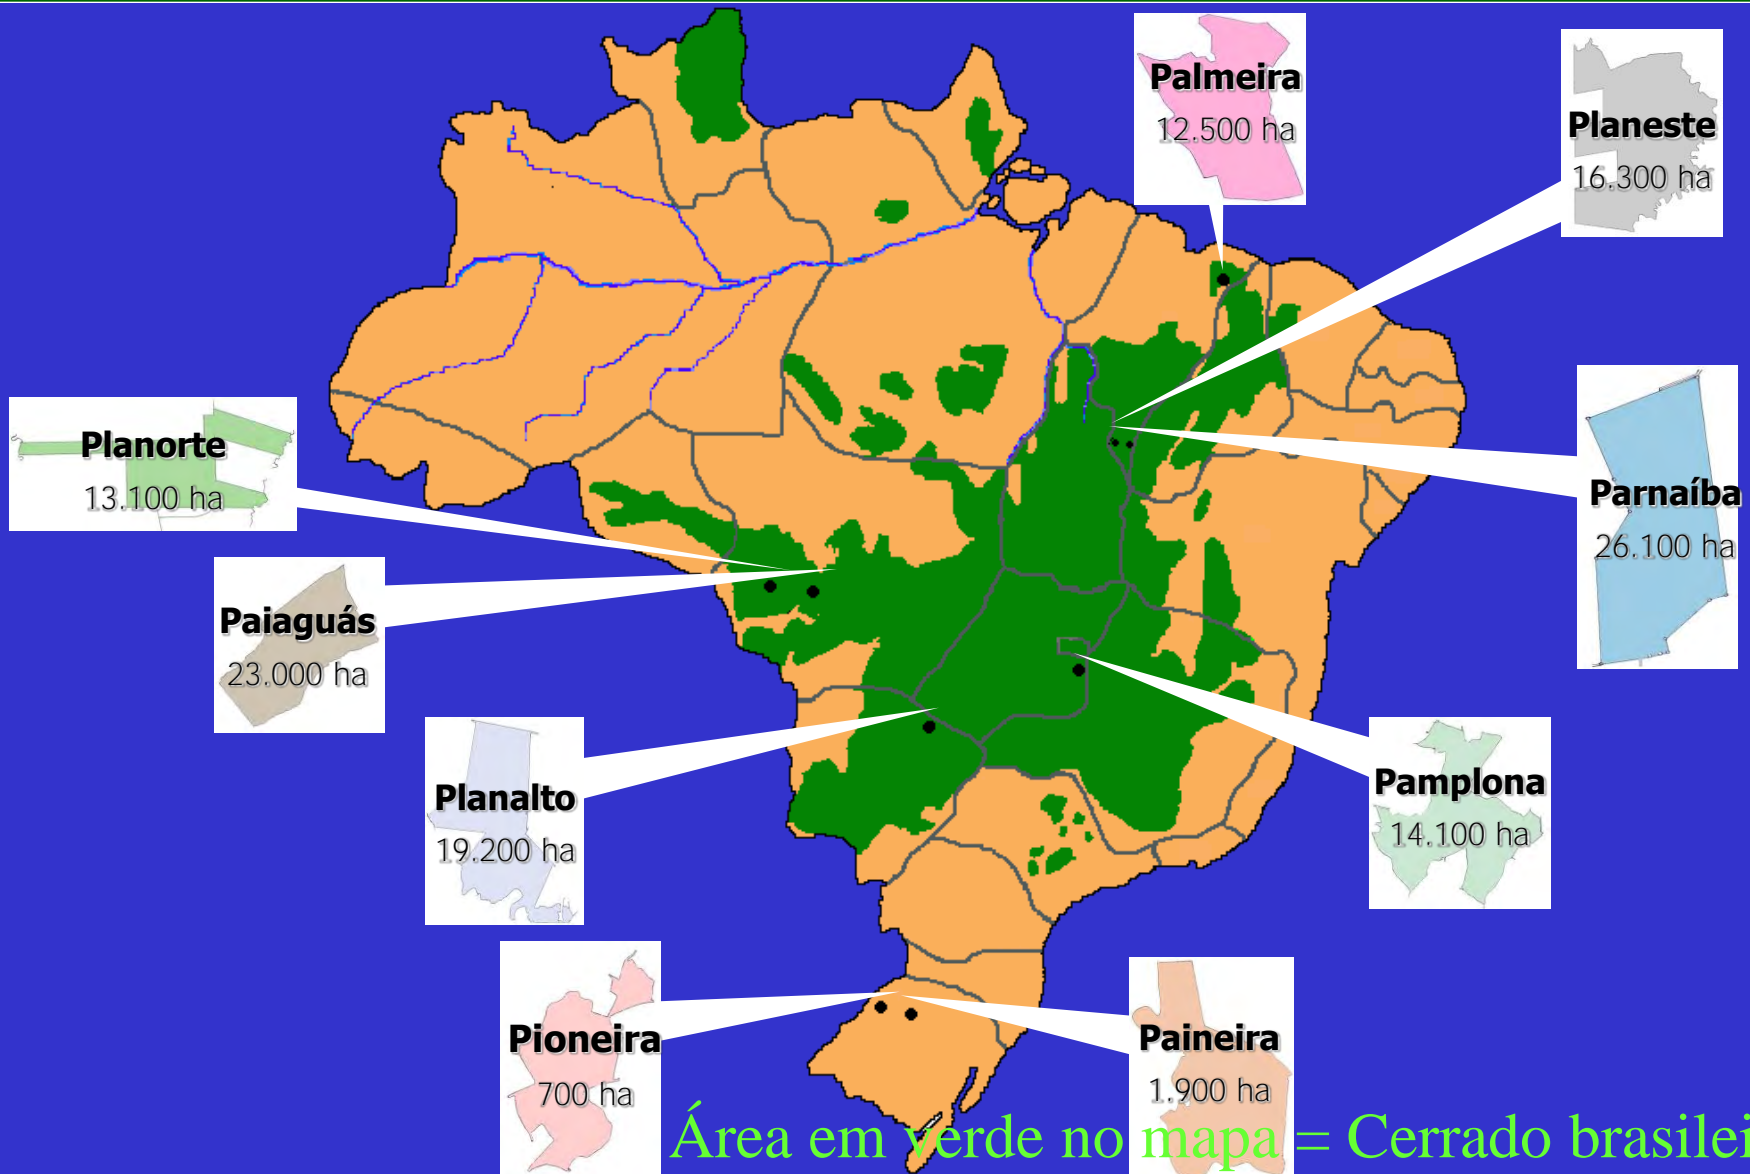 Palmeira
12.500 ha
Planeste
16.300 ha
Planorte
13.100 ha
Parnaíba
26.100 ha
Paiaguás
23.000 ha
Planalto
19.200 ha
Pamplona
14.100 ha
Pioneira
700 ha
Paineira
1.900 ha
Área em verde no mapa = Cerrado brasilei